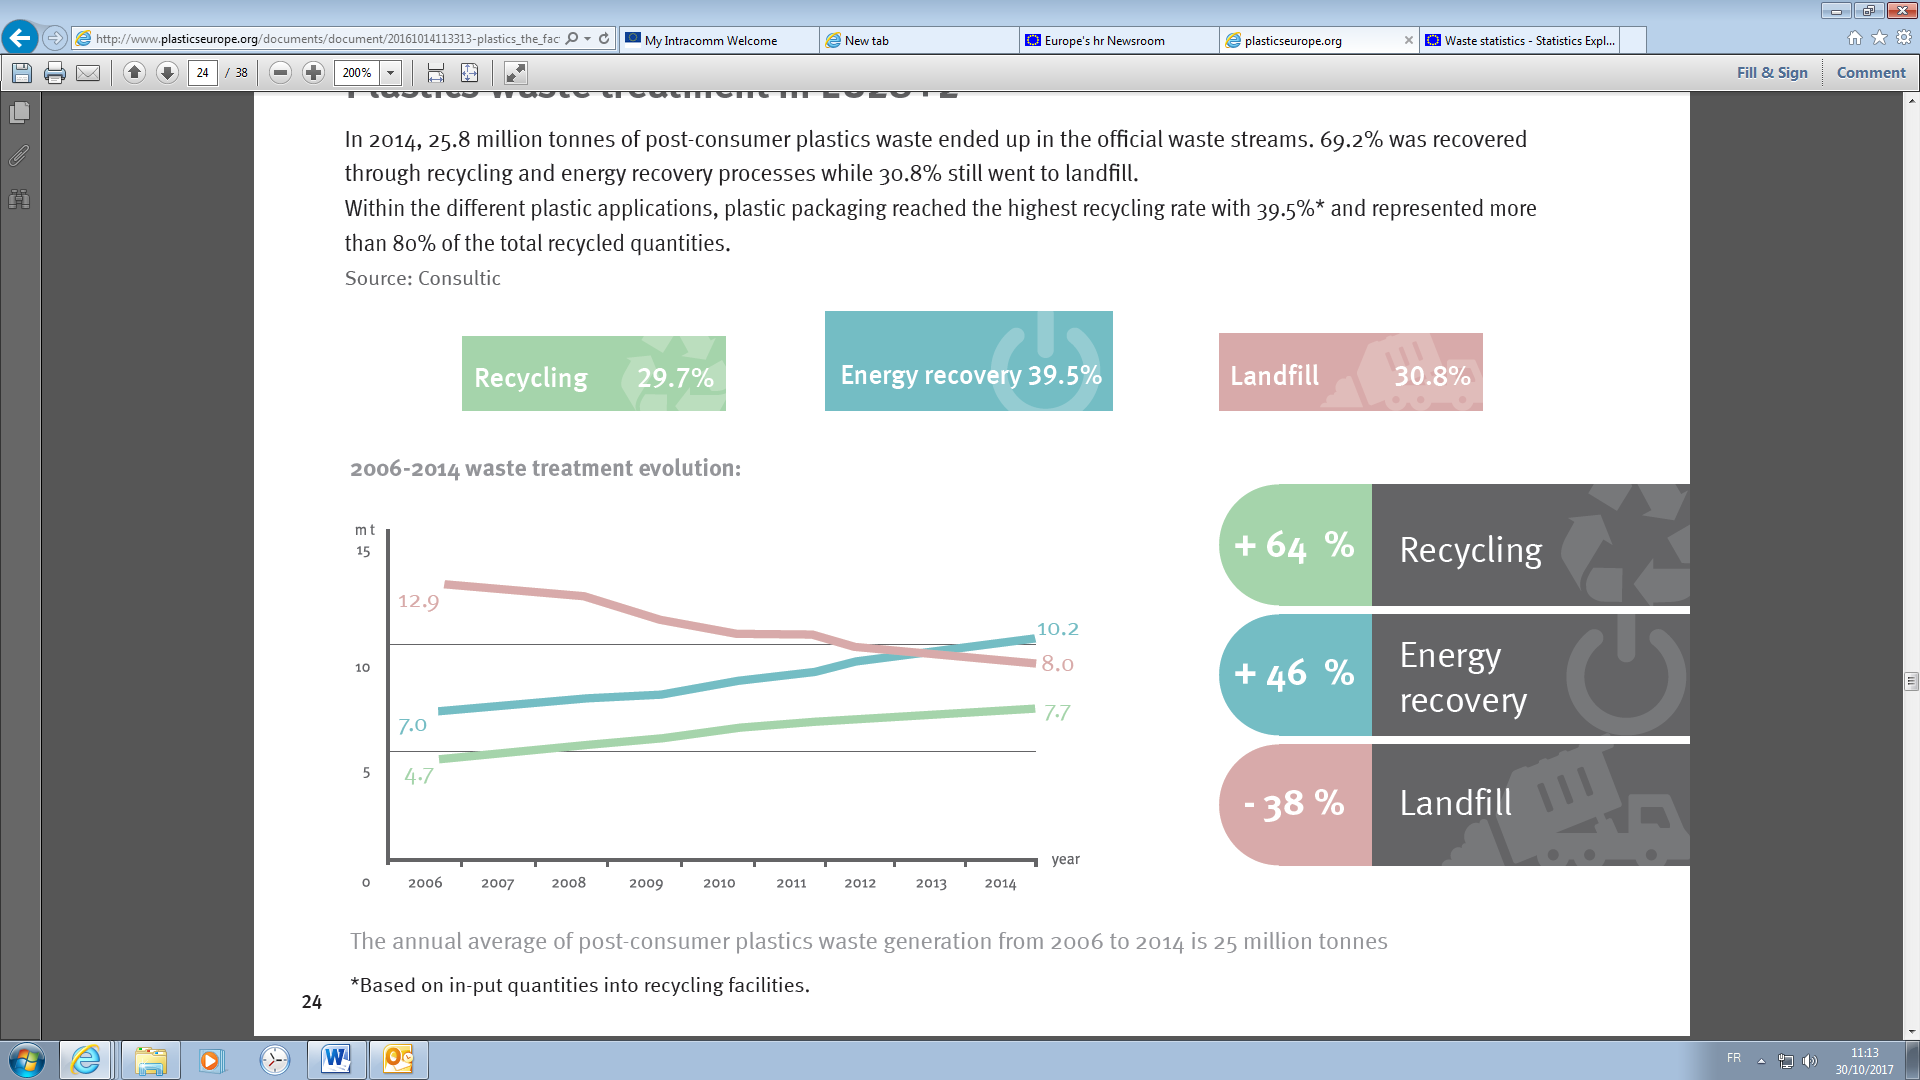 http://www.plasticseurope.org/documents/document/20161014113313-plastics_the_fac
My Intracomm Welcome
New tab
Europe's hr Newsroom
plasticseurope.org
Waste statistics - Statistics Expl...
24 / 38
200%
Fill & Sign
Comment
Plastics waste treatment in EU28+2
In 2014, 25.8 million tonnes of post-consumer plastics waste ended up in the official waste streams. 69.2% was recovered
through recycling and energy recovery processes while 30.8% still went to landfill.
Within the different plastic applications, plastic packaging reached the highest recycling rate with 39.5%* and represented more
than 80% of the total recycled quantities.
Source: Consultic
Recycling 29.7%
Energy recovery 39.5%
Landfill 30.8%
2006-2014 waste treatment evolution:
m t
15
10
5
0
12.9
7.0
4.7
10.2
8.0
7.7
year
2006 2007 2008 2009 2010 2011 2012 2013 2014
+ 64 % Recycling
+ 46 % Energy
recovery
- 38 % Landfill
The annual average of post-consumer plastics waste generation from 2006 to 2014 is 25 million tonnes
*Based on in-put quantities into recycling facilities.
24
FR
11:13
30/10/2017